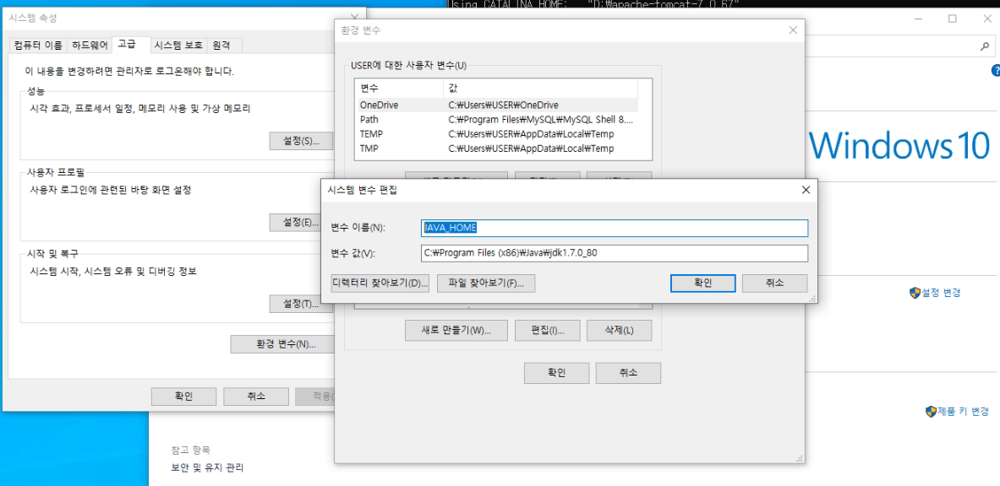 Using CATALINA_HOME:   "D:₩apache-tomcat-7.0.67"
시스템 속성
컴퓨터 이름
하드웨어
고급
시스템 보호
원격
이 내용을 변경하려면 관리자로 로그온해야 합니다.
성능
시각 효과, 프로세서 일정, 메모리 사용 및 가상 메모리
설정(S)...
사용자 프로필
사용자 로그인에 관련된 바탕 화면 설정
설정(E)...
시작 및 복구
시스템 시작, 시스템 오류 및 디버깅 정보
설정(T)...
환경 변수(N)...
확인
취소
적용(
환경 변수
USER에 대한 사용자 변수(U)
변수 값
OneDrive C:₩Users₩USER₩OneDrive
Path C:₩Program Files₩MySQL₩MySQL Shell 8....
TEMP C:₩Users₩USER₩AppData₩Local₩Temp
TMP C:₩Users₩USER₩AppData₩Local₩Temp
시스템 변수 편집
변수 이름(N): JAVA_HOME
변수 값(V): C:₩Program Files (x86)₩Java₩jdk1.7.0_80
디렉터리 찾아보기(D)...
파일 찾아보기(F)...
확인
취소
새로 만들기(W)...
편집(I)...
삭제(L)
확인
취소
Windows 10
설정 변경
제품 키 변경
참고 항목
보안 및 유지 관리